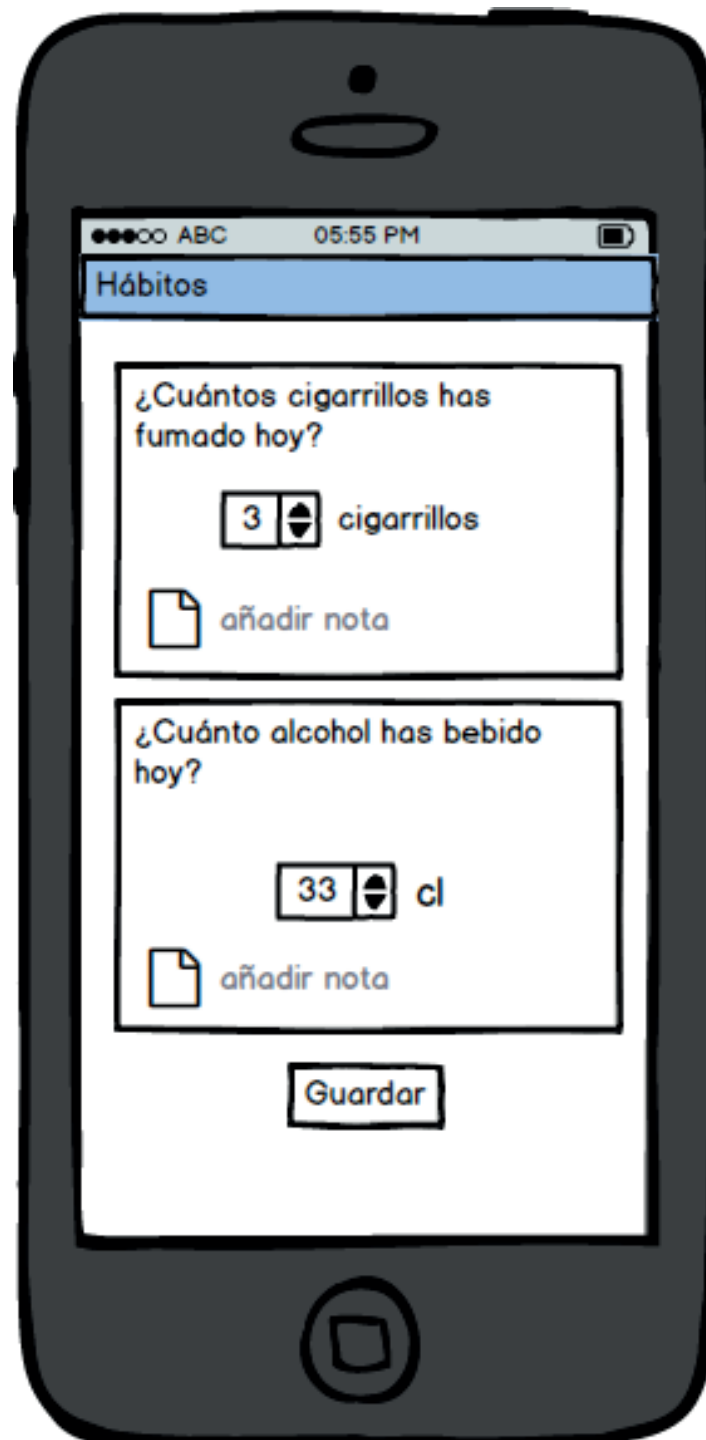 ABC 05:55 PM
Hábitos
¿Cuántos cigarrillos has
fumado hoy?
3 cigarrillos
añadir nota
¿Cuánto alcohol has bebido
hoy?
33 cl
añadir nota
Guardar